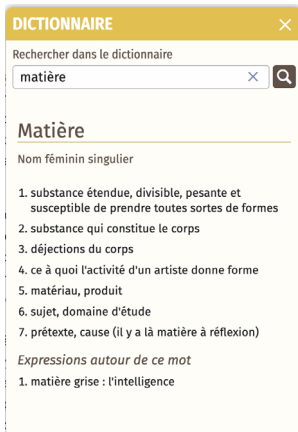 DICTIONNAIRE
Rechercher dans le dictionnaire
matière
Matière
Nom féminin singulier
1. substance étendue, divisible, pesante et
susceptible de prendre toutes sortes de formes
2. substance qui constitue le corps
3. déjections du corps
4. ce à quoi l'activité d'un artiste donne forme
5. matériau, produit
6. sujet, domaine d'étude
7. prétexte, cause (il y a là matière à réflexion)
Expressions autour de ce mot
1. matière grise : l'intelligence